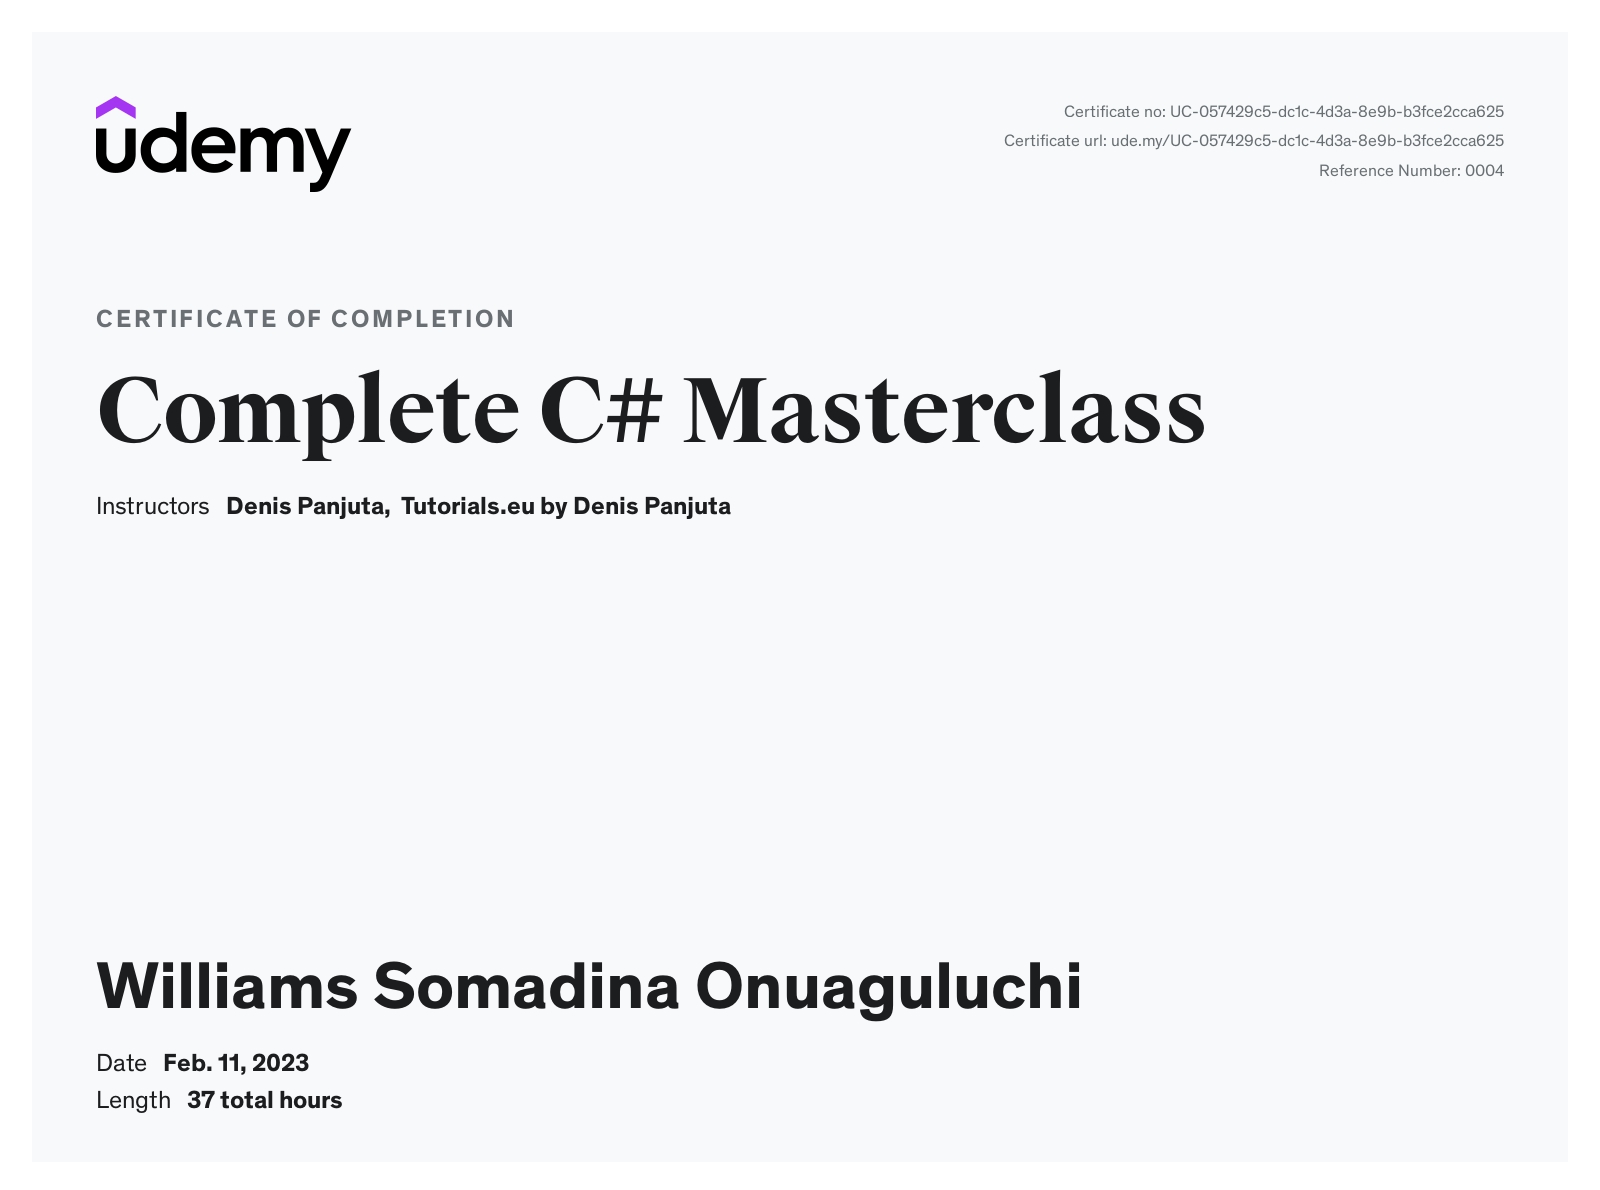 udemy
Certificate no: UC-057429c5-dc1c-4d3a-8e9b-b3fce2cca625
Certificate url: ude.my/UC-057429c5-dc1c-4d3a-8e9b-b3fce2cca625
Reference Number: 0004
CERTIFICATE OF COMPLETION
Complete C# Masterclass
Instructors Denis Panjuta, Tutorials.eu by Denis Panjuta
Williams Somadina Onuaguluchi
Date Feb. 11, 2023
Length 37 total hours